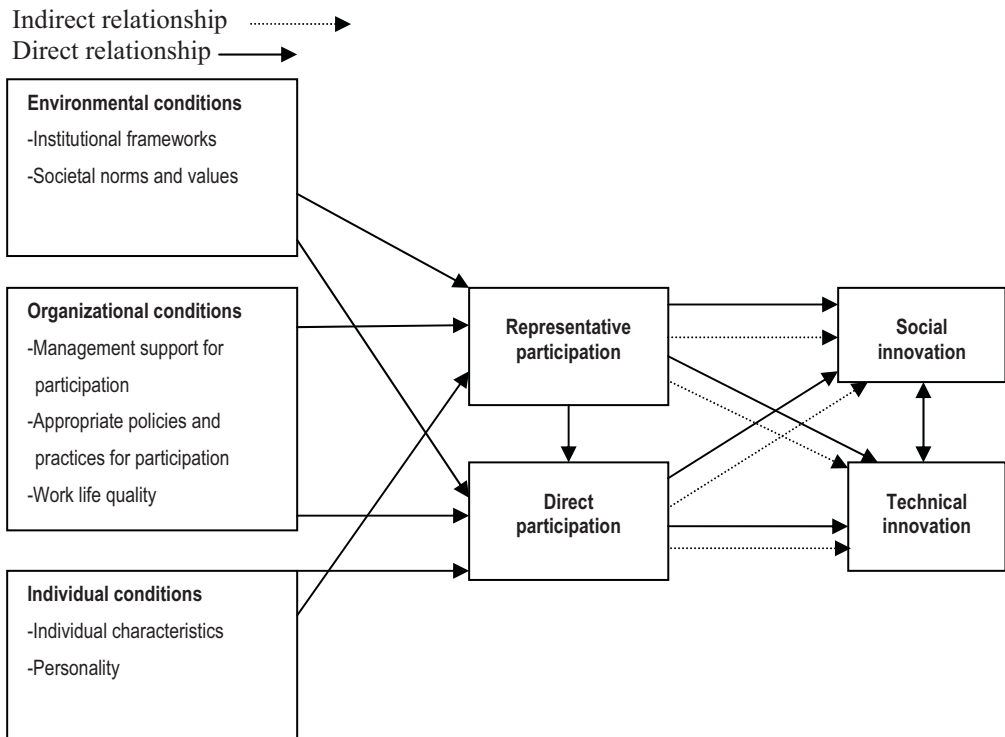 Indirect relationship
Direct relationship
Environmental conditions
-Institutional frameworks
-Societal norms and values
Organizational conditions
-Management support for
participation
-Appropriate policies and
practices for participation
-Work life quality
Individual conditions
-Individual characteristics
-Personality
Representative
participation
Direct
participation
Social
innovation
Technical
innovation